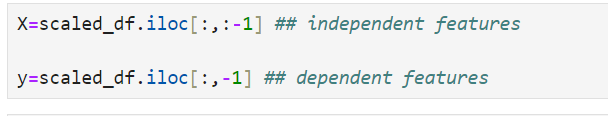 X=scaled_df.iloc[:,:-1] ## independent features
y=scaled_df.iloc[:,-1] ## dependent features